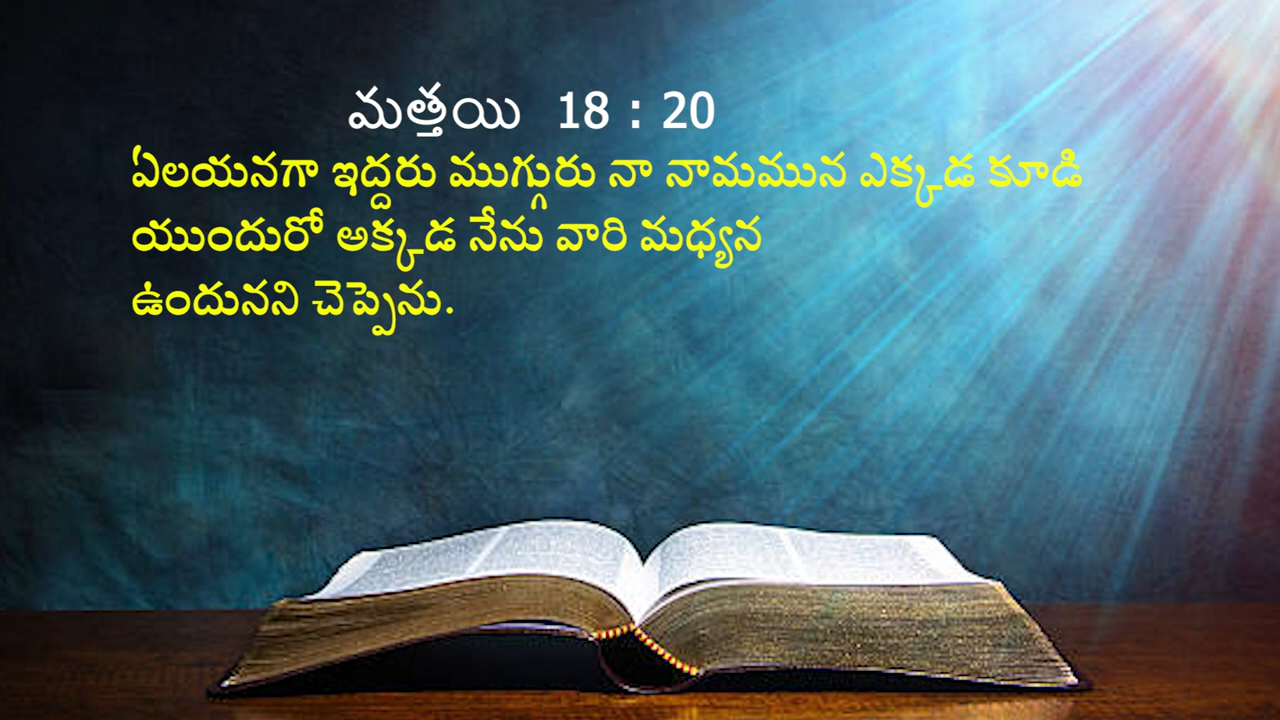 మత్తయి 18 : 20
ఏలయనగా ఇద్దరు ముగ్గురు నా నామమున ఎక్కడ కూడి
యుందురో అక్కడ నేను వారి మధ్యన
ఉందునని చెప్పెను.